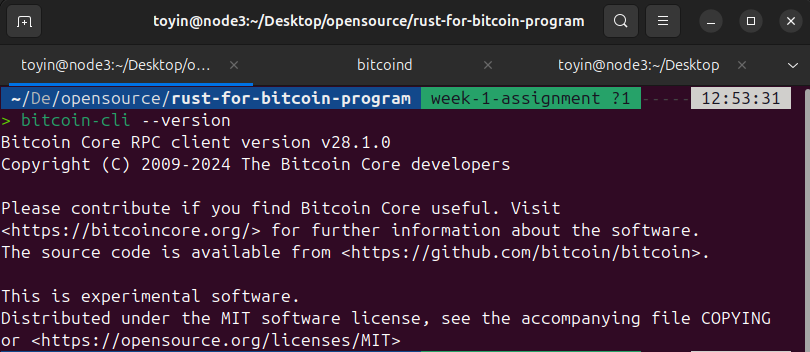 toyin@node3:~/Desktop/opensource/rust-for-bitcoin-program
toyin@node3:~/Desktop/o…
bitcoind
toyin@node3:~/Desktop
~/De/opensource/rust-for-bitcoin-program week-1-assignment ?1 ----- 12:53:31
> bitcoin-cli --version
Bitcoin Core RPC client version v28.1.0
Copyright (C) 2009-2024 The Bitcoin Core developers
Please contribute if you find Bitcoin Core useful. Visit
<https://bitcoincore.org/> for further information about the software.
The source code is available from <https://github.com/bitcoin/bitcoin>.
This is experimental software.
Distributed under the MIT software license, see the accompanying file COPYING
or <https://opensource.org/licenses/MIT>